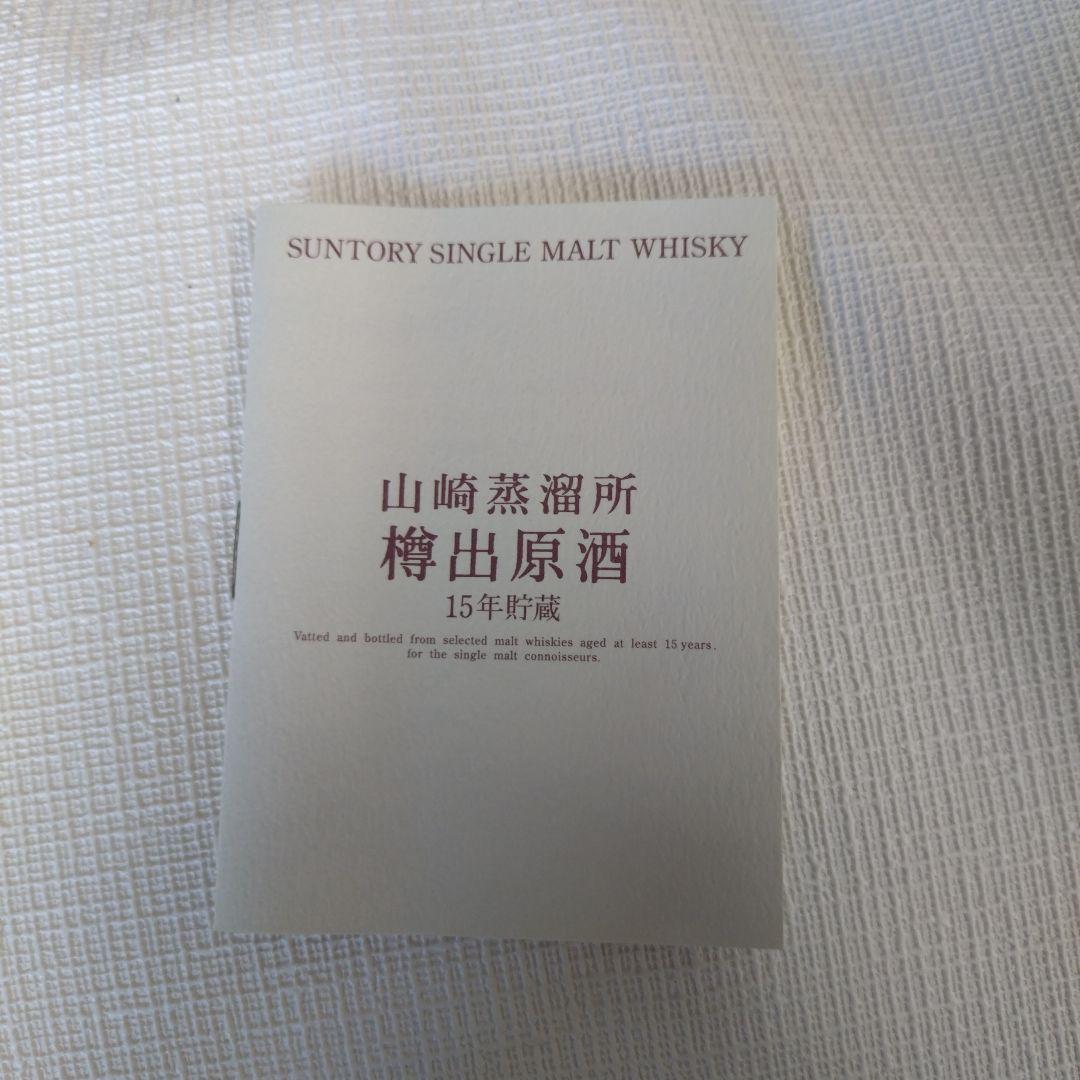 SUNTORY SINGLE MALT WHISKY
山崎蒸溜所
樽出原酒
15年貯蔵
Vatted and bottled from selected malt whiskies aged at least 15 years,
for the single malt connoisseurs.